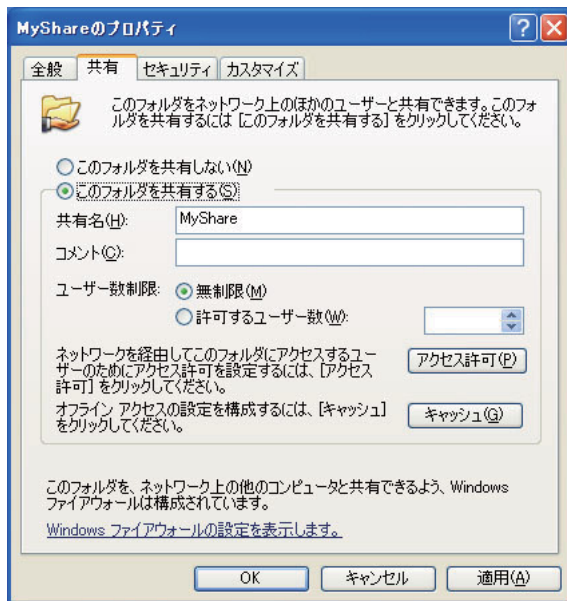 MyShareのプロパティ
全般 共有 セキュリティ カスタマイズ
このフォルダをネットワーク上のほかのユーザーと共有できます。このフォ
ルダを共有するには [このフォルダを共有する] をクリックしてください。
このフォルダを共有しない(N)
このフォルダを共有する(S)
共有名(H): MyShare
コメント(C):
ユーザー数制限: 無制限(M)
許可するユーザー数(W):
ネットワークを経由してこのフォルダにアクセスするユー
ザーのためにアクセス許可を設定するには、[アクセス
許可] をクリックしてください。
アクセス許可(P)
オフライン アクセスの設定を構成するには、[キャッシュ]
をクリックしてください。
キャッシュ(G)
このフォルダを、ネットワーク上の他のコンピュータと共有できるよう、Windows
ファイアウォールは構成されています。
Windows ファイアウォールの設定を表示します。
OK キャンセル 適用(A)